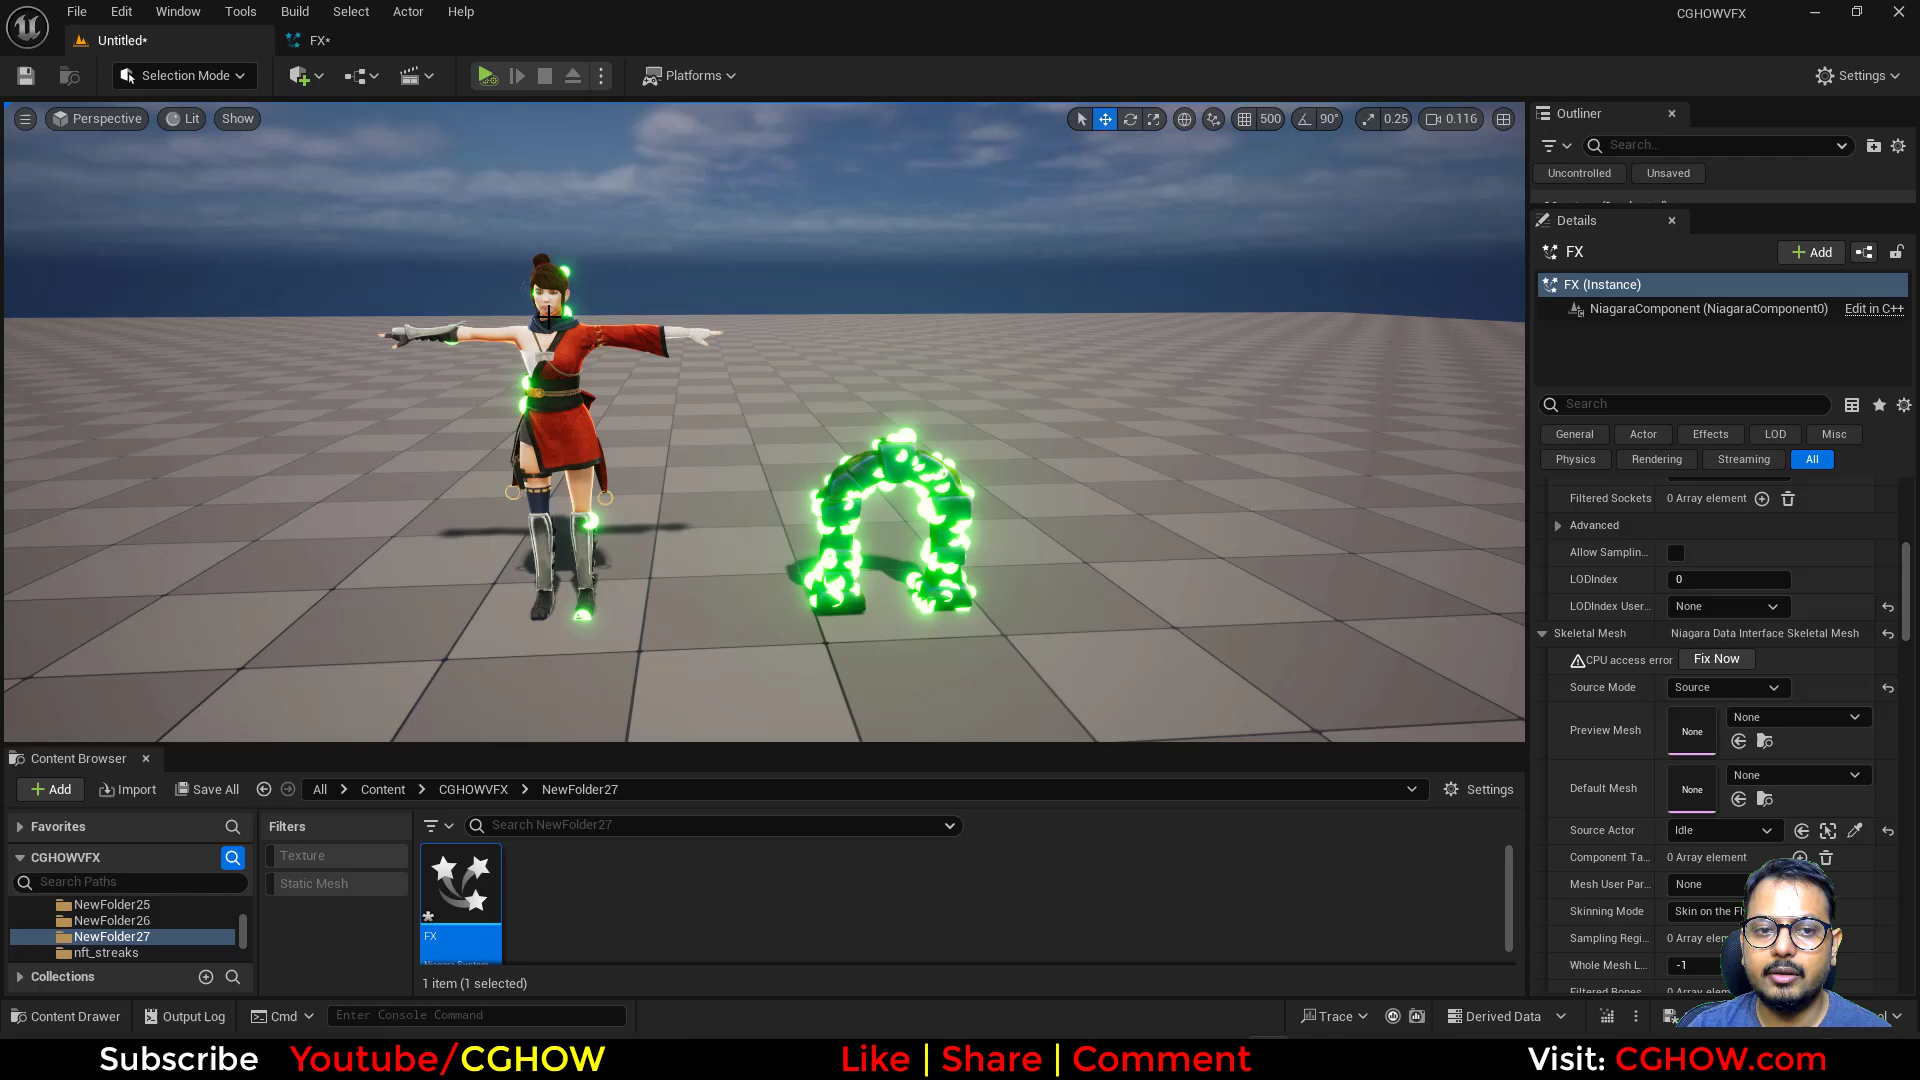 File Edit Window Tools Build Select Actor Help
CGHOWVFX
Untitled* FX*
Selection Mode Platforms Settings
Perspective Lit Show 500 90° 0.25 0.116
Outliner
Search...
Uncontrolled Unsaved
Details
FX Add
FX (Instance)
NiagaraComponent (NiagaraComponent0) Edit in C++
Search
General Actor Effects LOD Misc
Physics Rendering Streaming All
Filtered Sockets 0 Array element
Advanced
Allow Samplin...
LODIndex 0
LODIndex User... None
Skeletal Mesh Niagara Data Interface Skeletal Mesh
CPU access error Fix Now
Source Mode Source
Preview Mesh None None
Default Mesh None None
Source Actor Idle
Component Ta... 0 Array element
Mesh User Par... None
Skinning Mode Skin on the
Sampling Regi... 0 Array
Whole Mesh L... -1
Content Browser
Add Import Save All All Content CGHOWVFX NewFolder27 Settings
Favorites
CGHOWVFX
Search Paths
NewFolder25
NewFolder26
NewFolder27
nft_streaks
Collections
Filters
Texture
Static Mesh
Search NewFolder27
FX
1 item (1 selected)
Content Drawer Output Log Cmd Enter Console Command Trace Derived Data
Subscribe Youtube/CGHOW Like | Share | Comment Visit: CGHOW.com